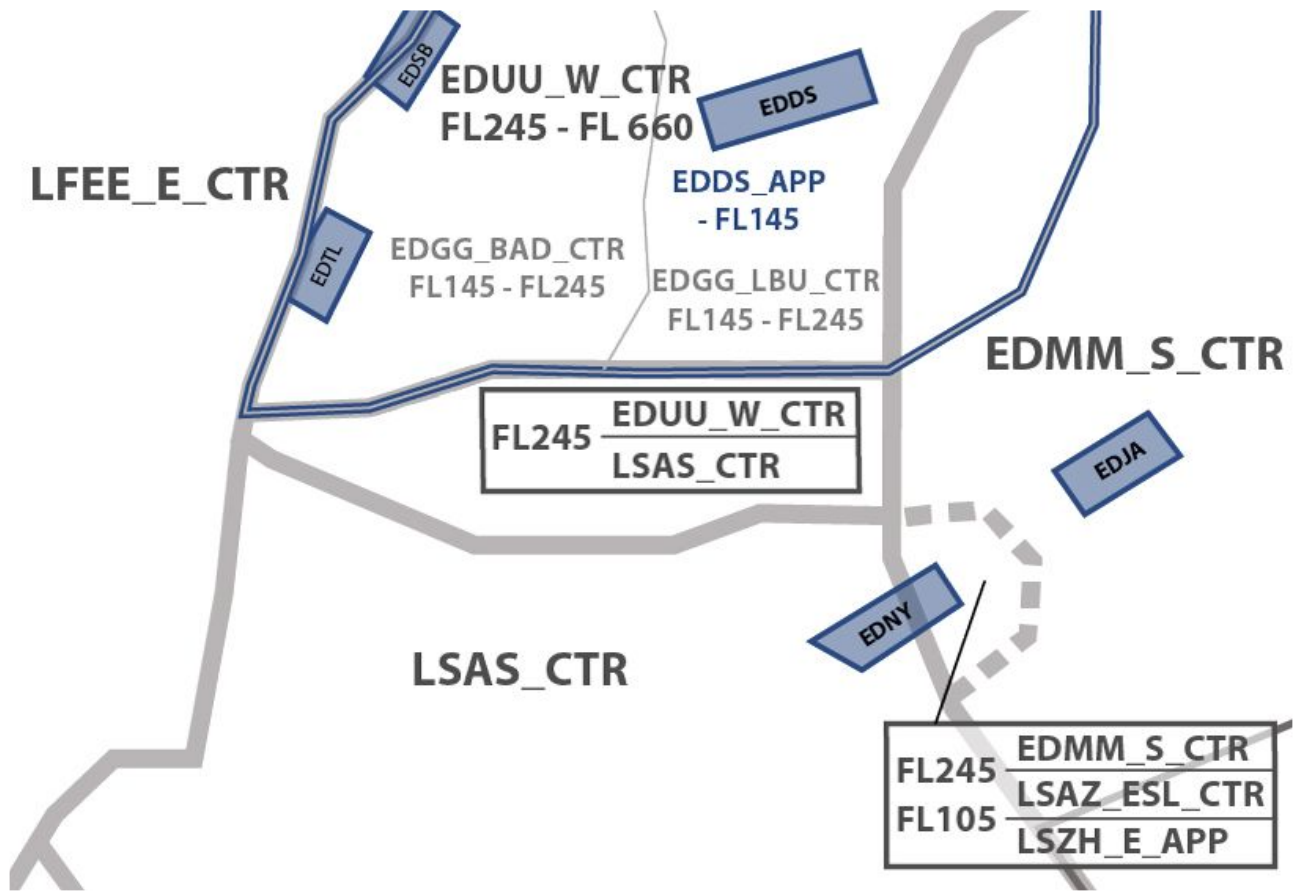 EDSB
EDUU_W_CTR
FL245 - FL 660
EDDS
LFEE_E_CTR
EDDS_APP
- FL145
EDTL
EDGG_BAD_CTR
FL145 - FL245
EDGG_LBU_CTR
FL145 - FL245
EDMM_S_CTR
FL245
EDUU_W_CTR
LSAS_CTR
EDJA
EDNY
LSAS_CTR
FL245
FL105
EDMM_S_CTR
LSAZ_ESL_CTR
LSZH_E_APP